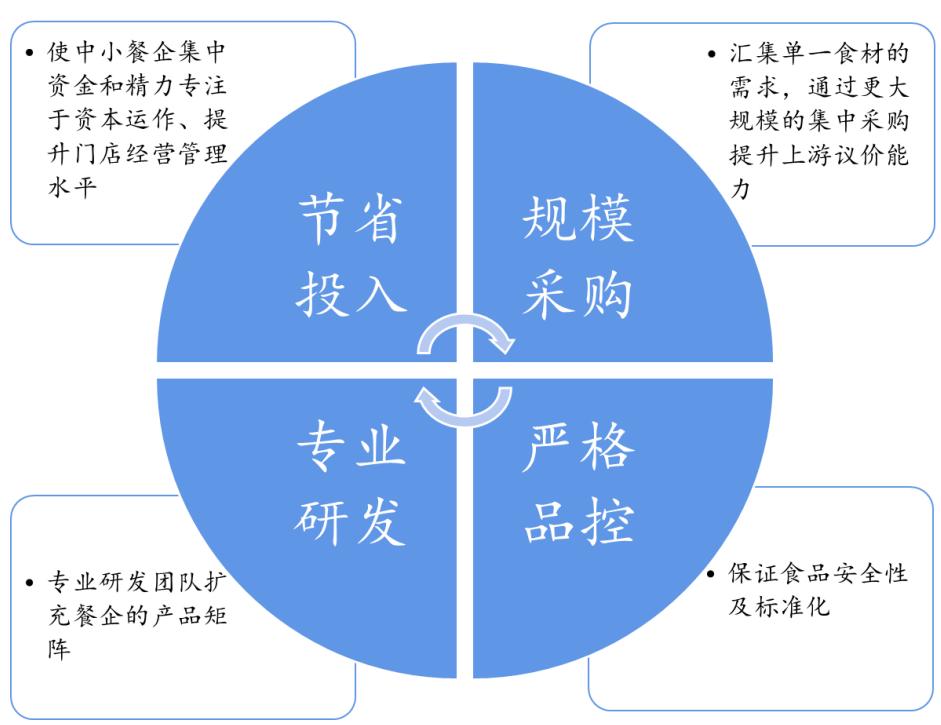 • 使中小餐企集中
资金和精力专注
于资本运作、提
升门店经营管理
水平
节省
投入
规模
采购
• 汇集单一食材的
需求，通过更大
规模的集中采购
提升上游议价能
力
专业
研发
• 专业研发团队扩
充餐企的产品矩
阵
严格
品控
• 保证食品安全性
及标准化